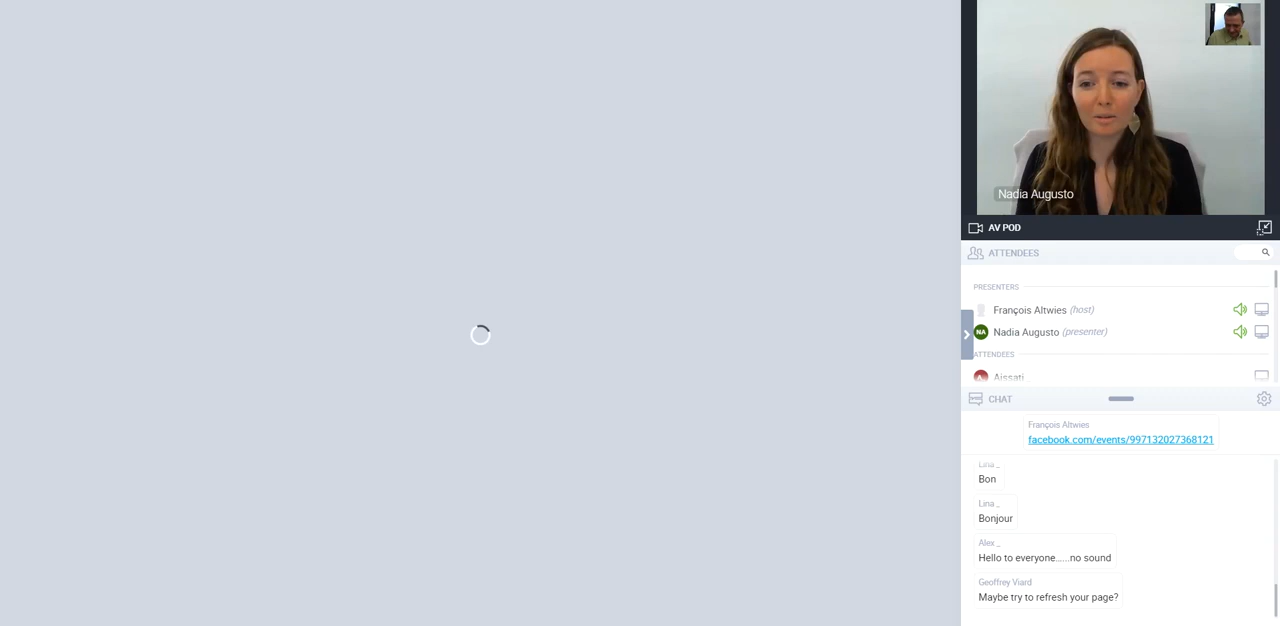 Nadia Augusto
AV POD
ATTENDEES
PRESENTERS
François Altwies (host)
NA
Nadia Augusto (presenter)
ATTENDEES
A
Aissati
CHAT
François Altwies
facebook.com/events/997132027368121
Lina _
Bon
Lina _
Bonjour
Alex _
Hello to everyone......no sound
Geoffrey Viard
Maybe try to refresh your page?